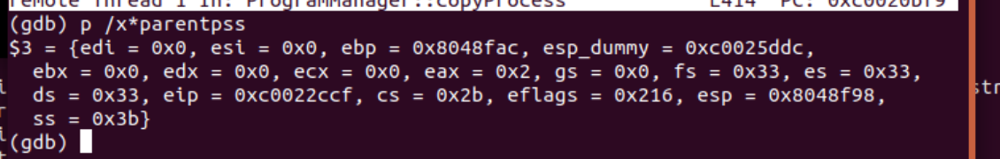 remote Thread 1 In: ProgramManager::copyProcess L414 PC: 0xc0020bf9
(gdb) p /x*parentpss
$3 = {edi = 0x0, esi = 0x0, ebp = 0x8048fac, esp_dummy = 0xc0025ddc,
ebx = 0x0, edx = 0x0, ecx = 0x0, eax = 0x2, gs = 0x0, fs = 0x33, es = 0x33,
ds = 0x33, eip = 0xc0022ccf, cs = 0x2b, eflags = 0x216, esp = 0x8048f98,
ss = 0x3b}
(gdb)